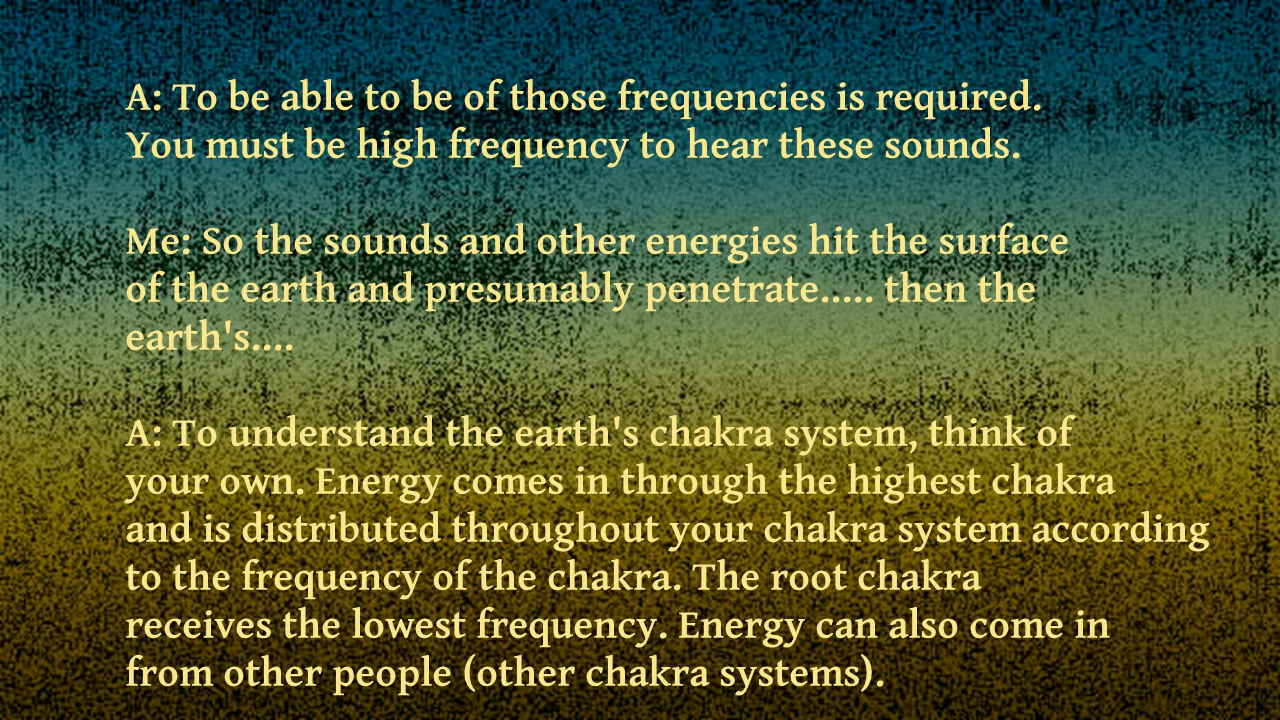 A: To be able to be of those frequencies is required.
You must be high frequency to hear these sounds.
Me: So the sounds and other energies hit the surface
of the earth and presumably penetrate..... then the
earth's....
A: To understand the earth's chakra system, think of
your own. Energy comes in through the highest chakra
and is distributed throughout your chakra system according
to the frequency of the chakra. The root chakra
receives the lowest frequency. Energy can also come in
from other people (other chakra systems).